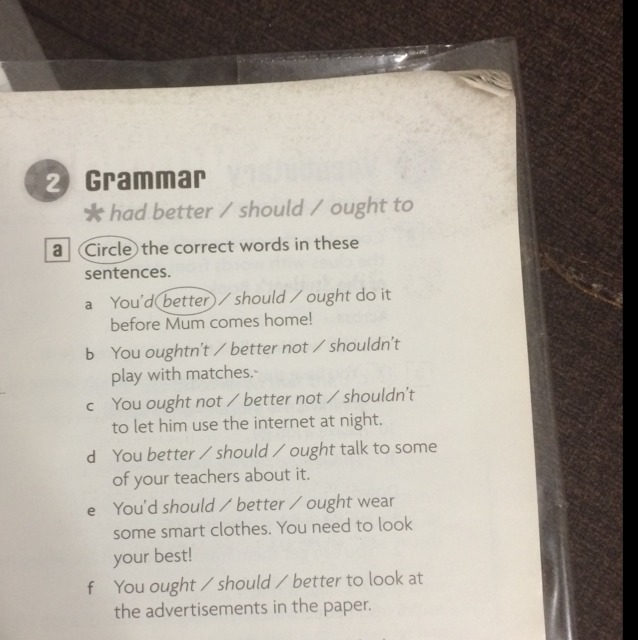 2 Grammar
* had better / should / ought to
a Circle the correct words in these
sentences.
a You'd better / should / ought do it
before Mum comes home!
b You oughtn't / better not / shouldn't
play with matches.
c You ought not / better not / shouldn't
to let him use the internet at night.
d You better / should / ought talk to some
of your teachers about it.
e You'd should / better / ought wear
some smart clothes. You need to look
your best!
f You ought / should / better to look at
the advertisements in the paper.